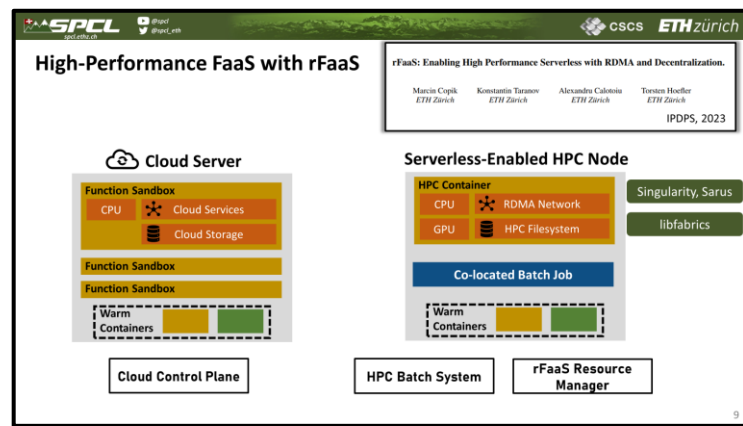 SPCL
spcl.ethz.ch
@spcl
@spcl_eth
CSCS
ETH zürich
High-Performance FaaS with rFaaS
rFaaS: Enabling High Performance Serverless with RDMA and Decentralization.
Marcin Copik Konstantin Taranov Alexandru Calotoiu Torsten Hoefler
ETH Zürich ETH Zürich ETH Zürich ETH Zürich
IPDPS, 2023
Cloud Server
Function Sandbox
CPU
Cloud Services
Cloud Storage
Function Sandbox
Function Sandbox
Warm
Containers
Cloud Control Plane
Serverless-Enabled HPC Node
HPC Container
CPU
RDMA Network
GPU
HPC Filesystem
Singularity, Sarus
libfabrics
Co-located Batch Job
Warm
Containers
HPC Batch System
rFaaS Resource
Manager
9